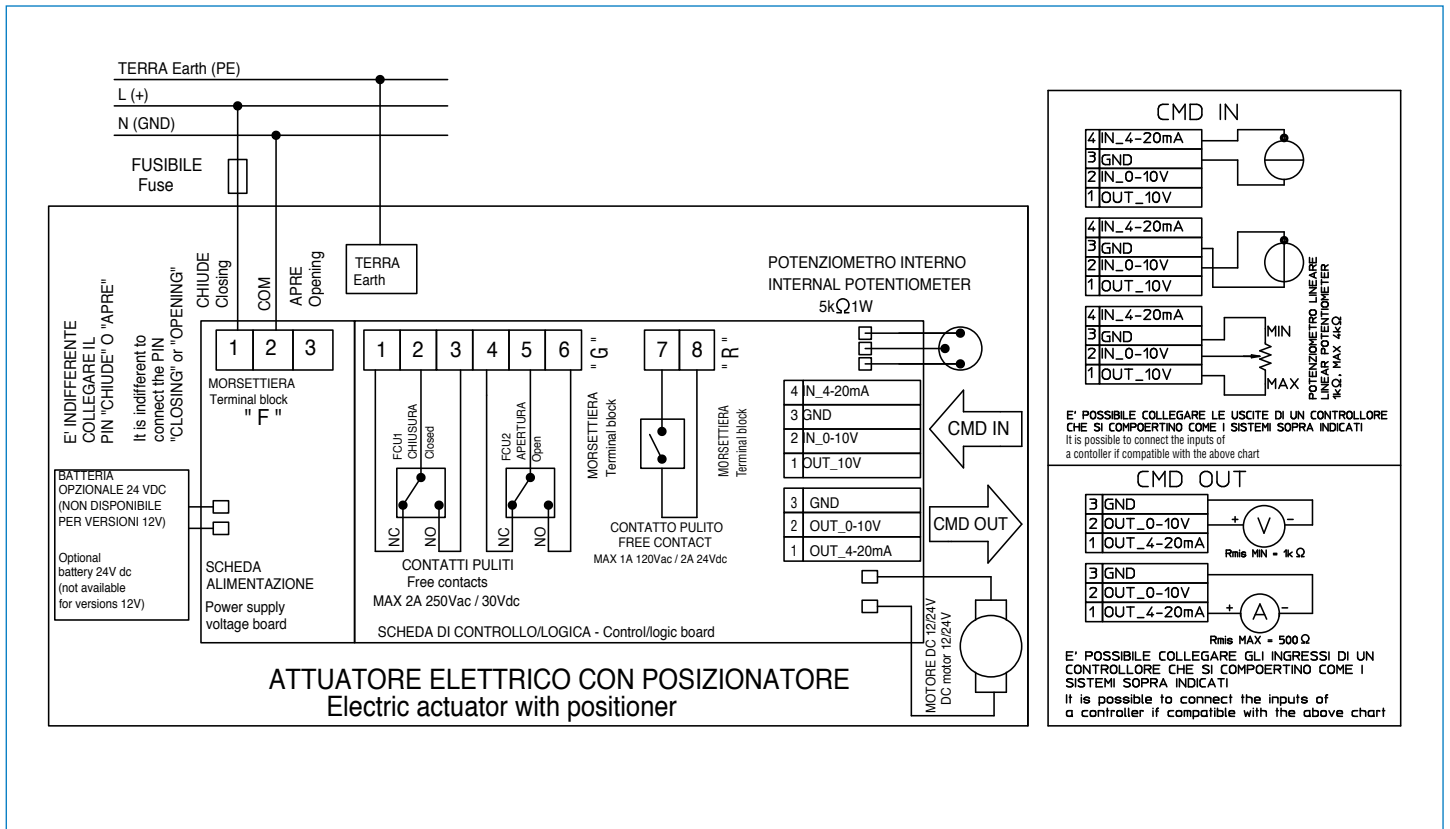 TERRA Earth (PE)
L (+)
N (GND)
FUSIBILE
Fuse
E' INDIFFERENTE
COLLEGARE IL
PIN "CHIUDE" O "APRE"
It is indifferent to
connect the PIN
"CLOSING" or "OPENING"
CHIUDE
Closing
COM
APRE
Opening
TERRA
Earth
1 2 3
MORSETTIERA
Terminal block
" F "
BATTERIA
OPZIONALE 24 VDC
(NON DISPONIBILE
PER VERSIONI 12V)
Optional
battery 24V dc
(not available
for versions 12V)
SCHEDA
ALIMENTAZIONE
Power supply
voltage board
1 2 3 4 5 6
" G "
MORSETTIERA
Terminal block
FCU1
CHIUSURA
Closed
FCU2
APERTURA
Open
NC
NO
NC
NO
CONTATTI PULITI
Free contacts
MAX 2A 250Vac / 30Vdc
7 8
" R "
MORSETTIERA
Terminal block
CONTATTO PULITO
FREE CONTACT
MAX 1A 120Vac / 2A 24Vdc
SCHEDA DI CONTROLLO/LOGICA - Control/logic board
POTENZIOMETRO INTERNO
INTERNAL POTENTIOMETER
5kΩ1W
4 IN_4-20mA
3 GND
2 IN_0-10V
1 OUT_10V
CMD IN
3 GND
2 OUT_0-10V
1 OUT_4-20mA
CMD OUT
MOTORE DC 12/24V
DC motor 12/24V
ATTUATORE ELETTRICO CON POSIZIONATORE
Electric actuator with positioner
CMD IN
4 IN_4-20mA
3 GND
2 IN_0-10V
1 OUT_10V
4 IN_4-20mA
3 GND
2 IN_0-10V
1 OUT_10V
4 IN_4-20mA
3 GND
2 IN_0-10V
1 OUT_10V
MIN
MAX
POTENZIOMETRO LINEARE
LINEAR POTENTIOMETER
1kΩ. MAX 4kΩ
E' POSSIBILE COLLEGARE LE USCITE DI UN CONTROLLORE
CHE SI COMPOERTINO COME I SISTEMI SOPRA INDICATI
It is possible to connect the inputs of
a contoller if compatible with the above chart
CMD OUT
3 GND
2 OUT_0-10V
1 OUT_4-20mA
+ V -
Rmis MIN = 1k Ω
3 GND
2 OUT_0-10V
1 OUT_4-20mA
+ A -
Rmis MAX = 500 Ω
E' POSSIBILE COLLEGARE GLI INGRESSI DI UN
CONTROLLORE CHE SI COMPOERTINO COME I
SISTEMI SOPRA INDICATI
It is possible to connect the inputs of
a controller if compatible with the above chart